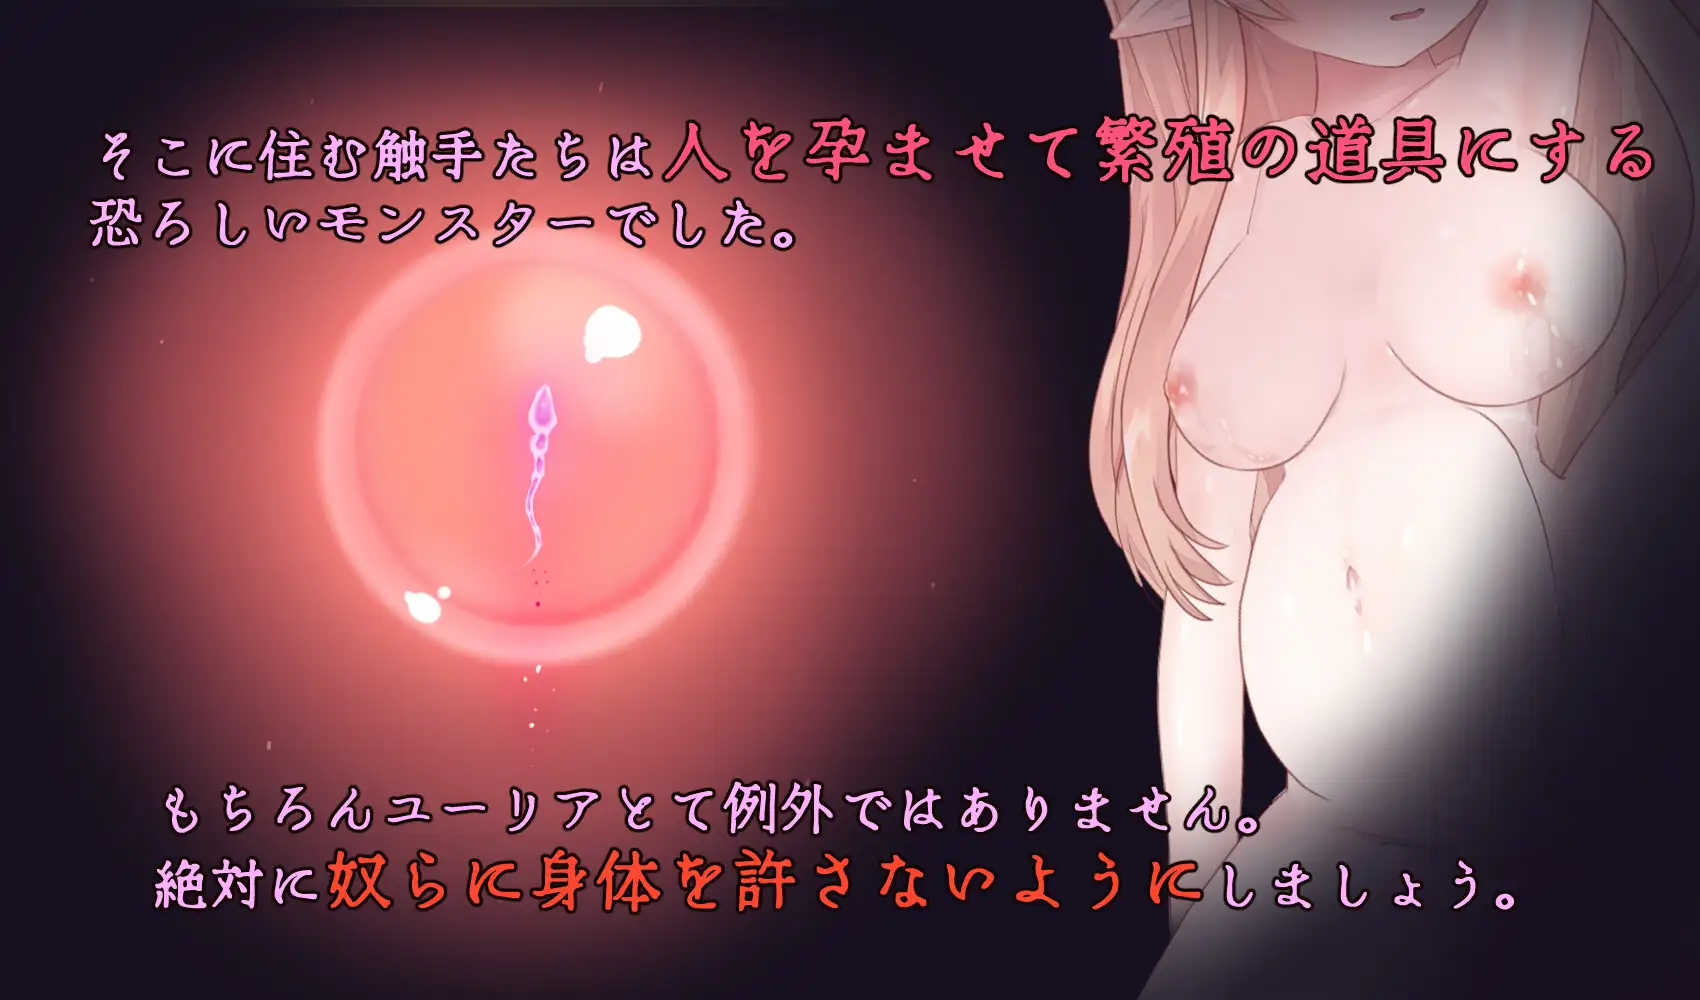 そこに住む触手たちは人を孕ませて繁殖の道具にする
恐ろしいモンスターでした。
もちろんユーリアとて例外ではありません。
絶対に奴らに身体を許さないようにしましょう。